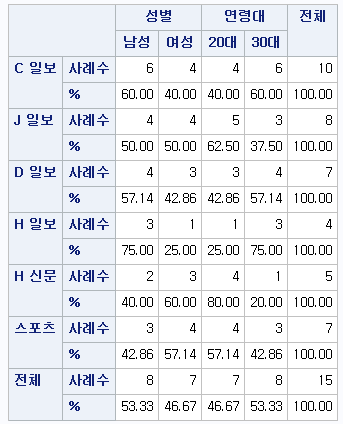 성별 연령대 전체
남성 여성 20대 30대
C 일보 사례수 6 4 4 6 10
% 60.00 40.00 40.00 60.00 100.00
J 일보 사례수 4 4 5 3 8
% 50.00 50.00 62.50 37.50 100.00
D 일보 사례수 4 3 3 4 7
% 57.14 42.86 42.86 57.14 100.00
H 일보 사례수 3 1 1 3 4
% 75.00 25.00 25.00 75.00 100.00
H 신문 사례수 2 3 4 1 5
% 40.00 60.00 80.00 20.00 100.00
스포츠 사례수 3 4 4 3 7
% 42.86 57.14 57.14 42.86 100.00
전체 사례수 8 7 7 8 15
% 53.33 46.67 46.67 53.33 100.00